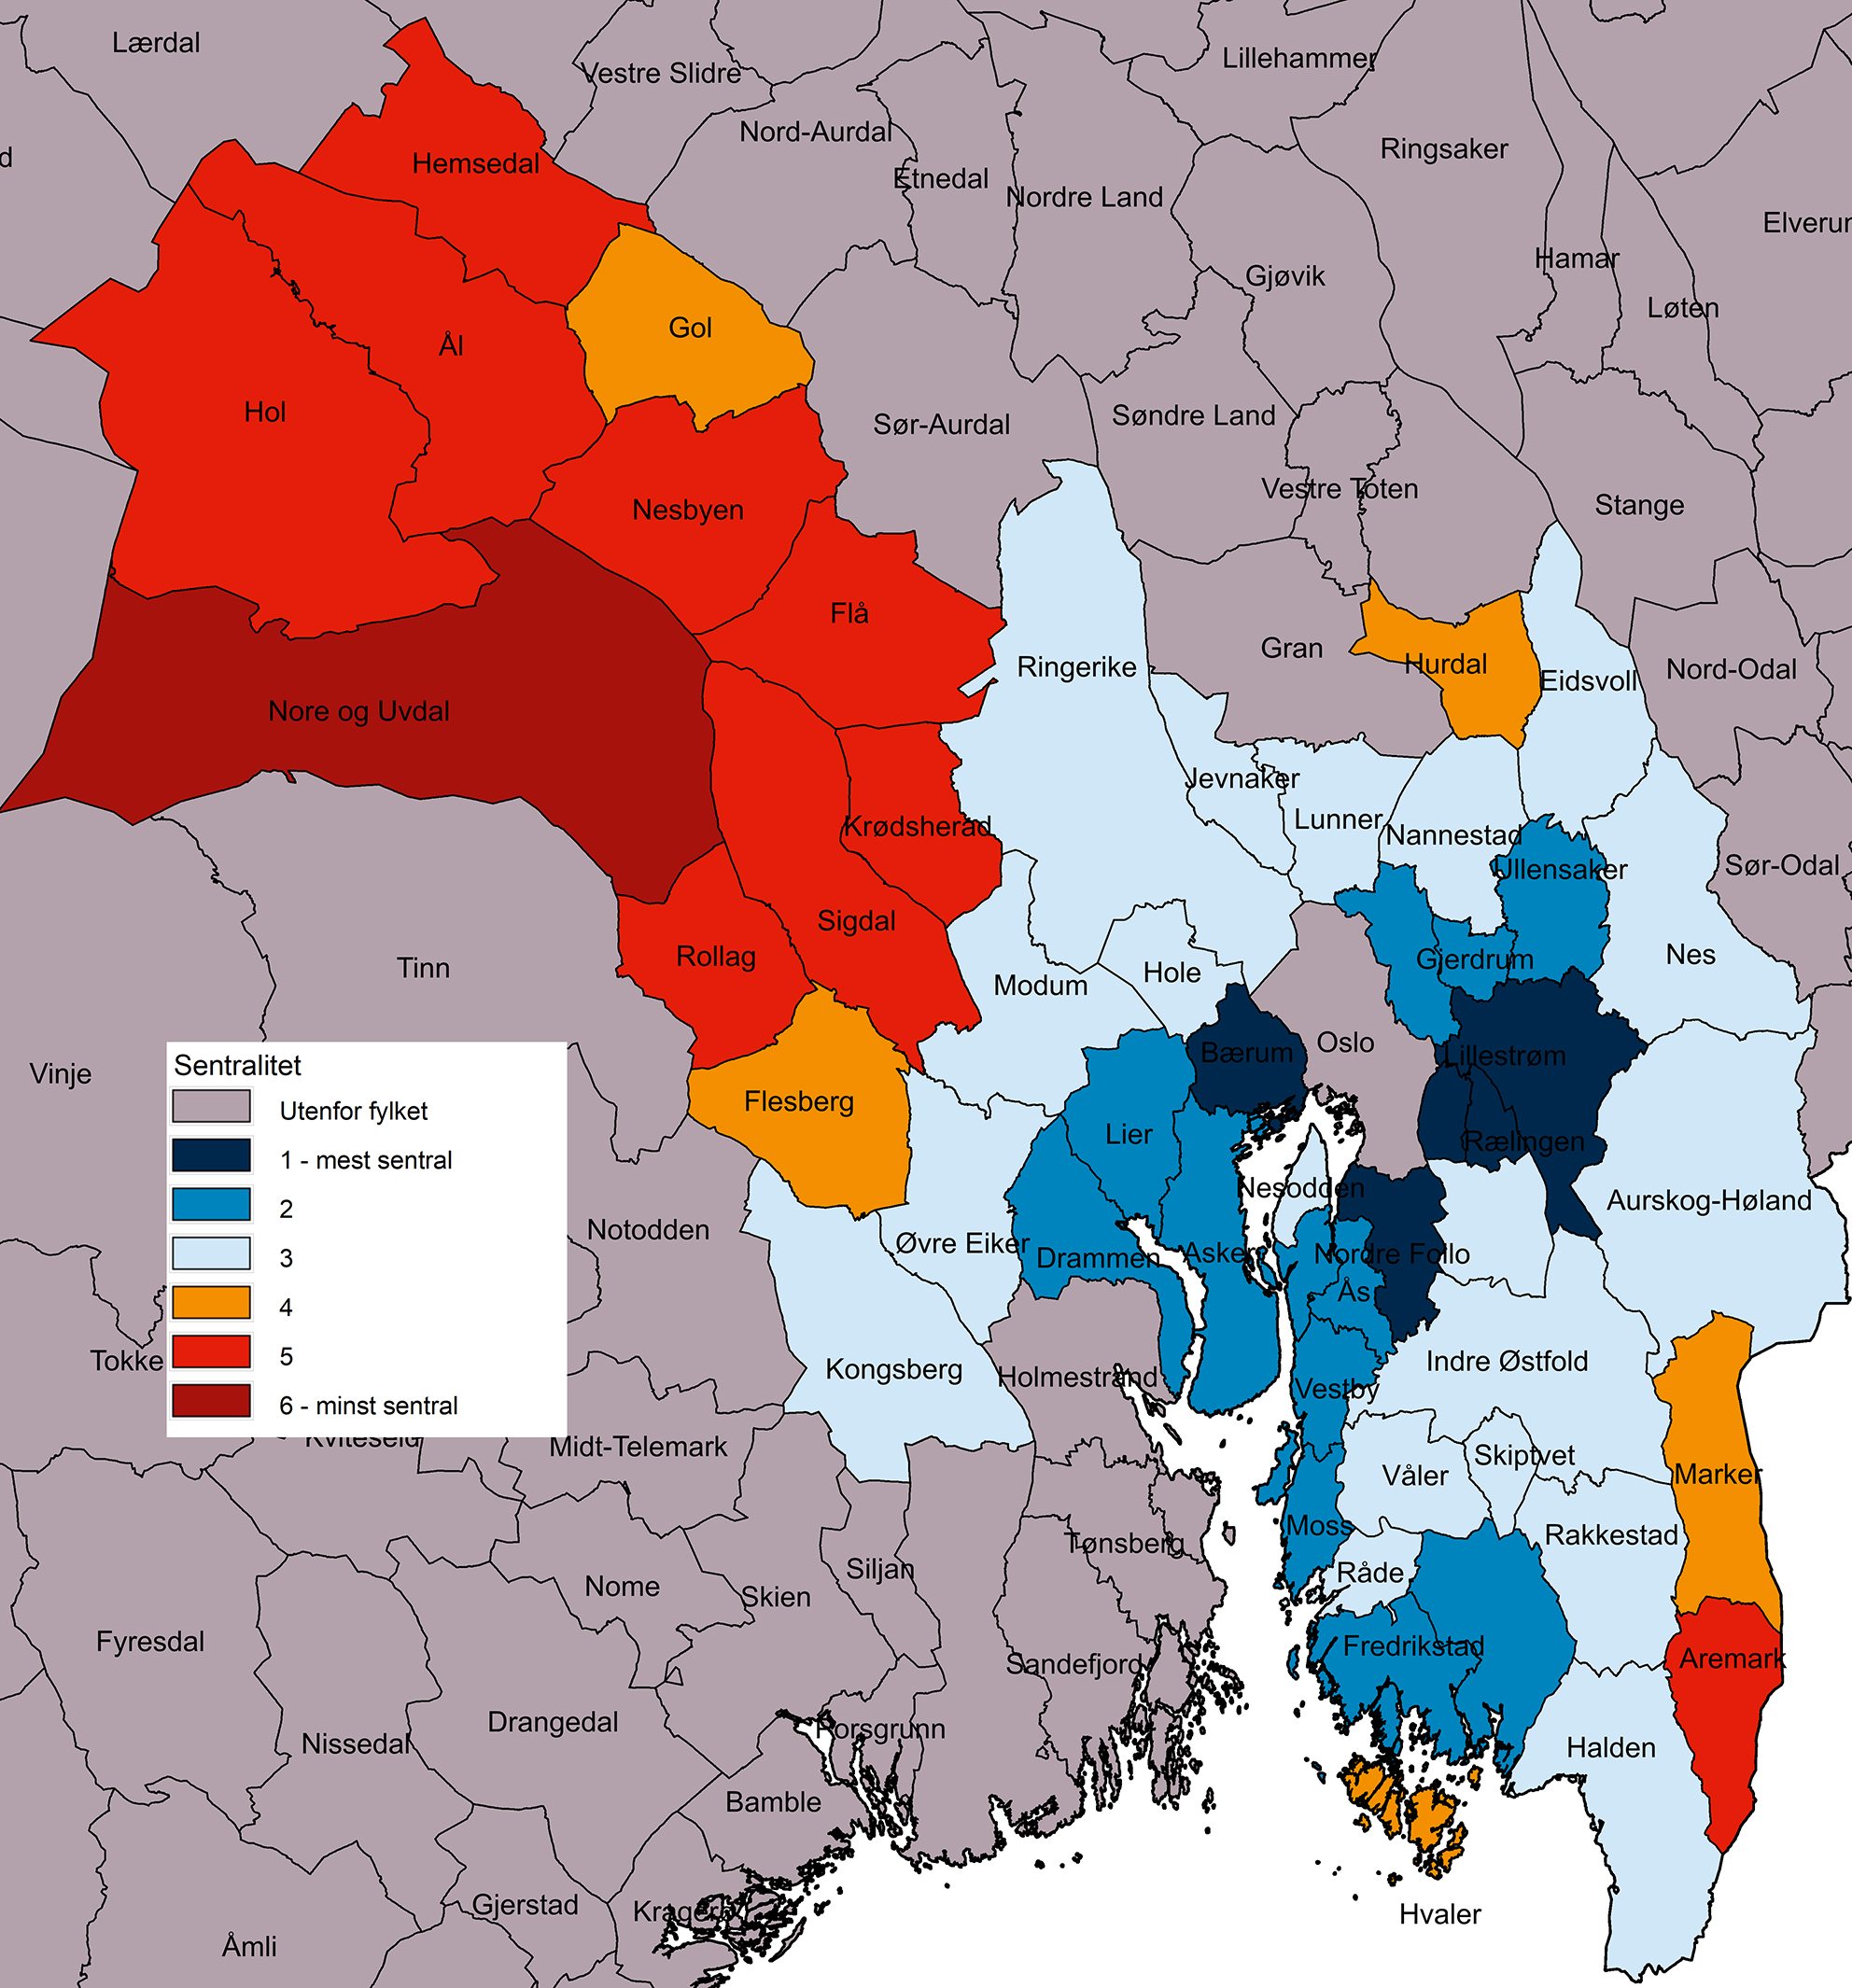 Lærdal
Vestre Slidre
Lillehammer
Nord-Aurdal
Ringsaker
d
Hemsedal
Etnedal
Nordre Land
Elverum
Hamar
Gjøvik
Løten
Gol
Ål
Hol
Sør-Aurdal
Søndre Land
Vestre Toten
Stange
Nesbyen
Flå
Gran
Hurdal
Ringerike
Eidsvoll
Nord-Odal
Nore og Uvdal
Jevnaker
Lunner
Krødsherad
Nannestad
Ullensaker
Sør-Odal
Sigdal
Rollag
Tinn
Gjerdrum
Nes
Hole
Modum
Oslo
Bærum
Lillestrøm
Vinje
Sentralitet
Utenfor fylket
1 - mest sentral
2
3
4
5
6 - minst sentral
Flesberg
Lier
Rælingen
Nesodden
Aurskog-Høland
Notodden
Øvre Eiker
Drammen
Asker
Nordre Follo
Ås
Tokke
Kongsberg
Holmestrand
Indre Østfold
Vestby
Kviteseid
Midt-Telemark
Skiptvet
Våler
Marker
Moss
Rakkestad
Tønsberg
Siljan
Råde
Nome
Skien
Fyresdal
Fredrikstad
Aremark
Sandefjord
Drangedal
Porsgrunn
Nissedal
Halden
Bamble
Gjerstad
Kragerø
Hvaler
Åmli